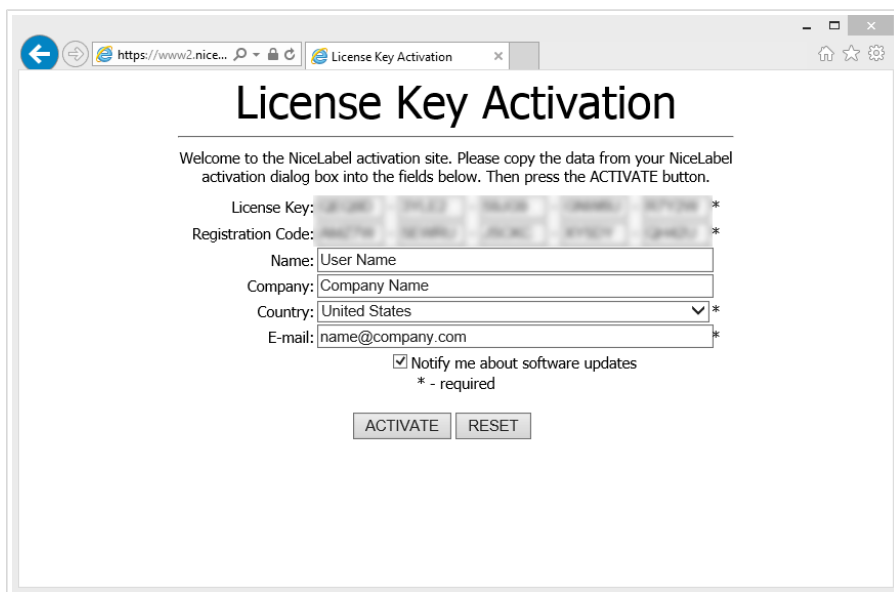 https://www2.nice...
License Key Activation
License Key Activation
Welcome to the NiceLabel activation site. Please copy the data from your NiceLabel
activation dialog box into the fields below. Then press the ACTIVATE button.
License Key: *
Registration Code: *
Name: User Name
Company: Company Name
Country: United States *
E-mail: name@company.com *
Notify me about software updates
* - required
ACTIVATE RESET